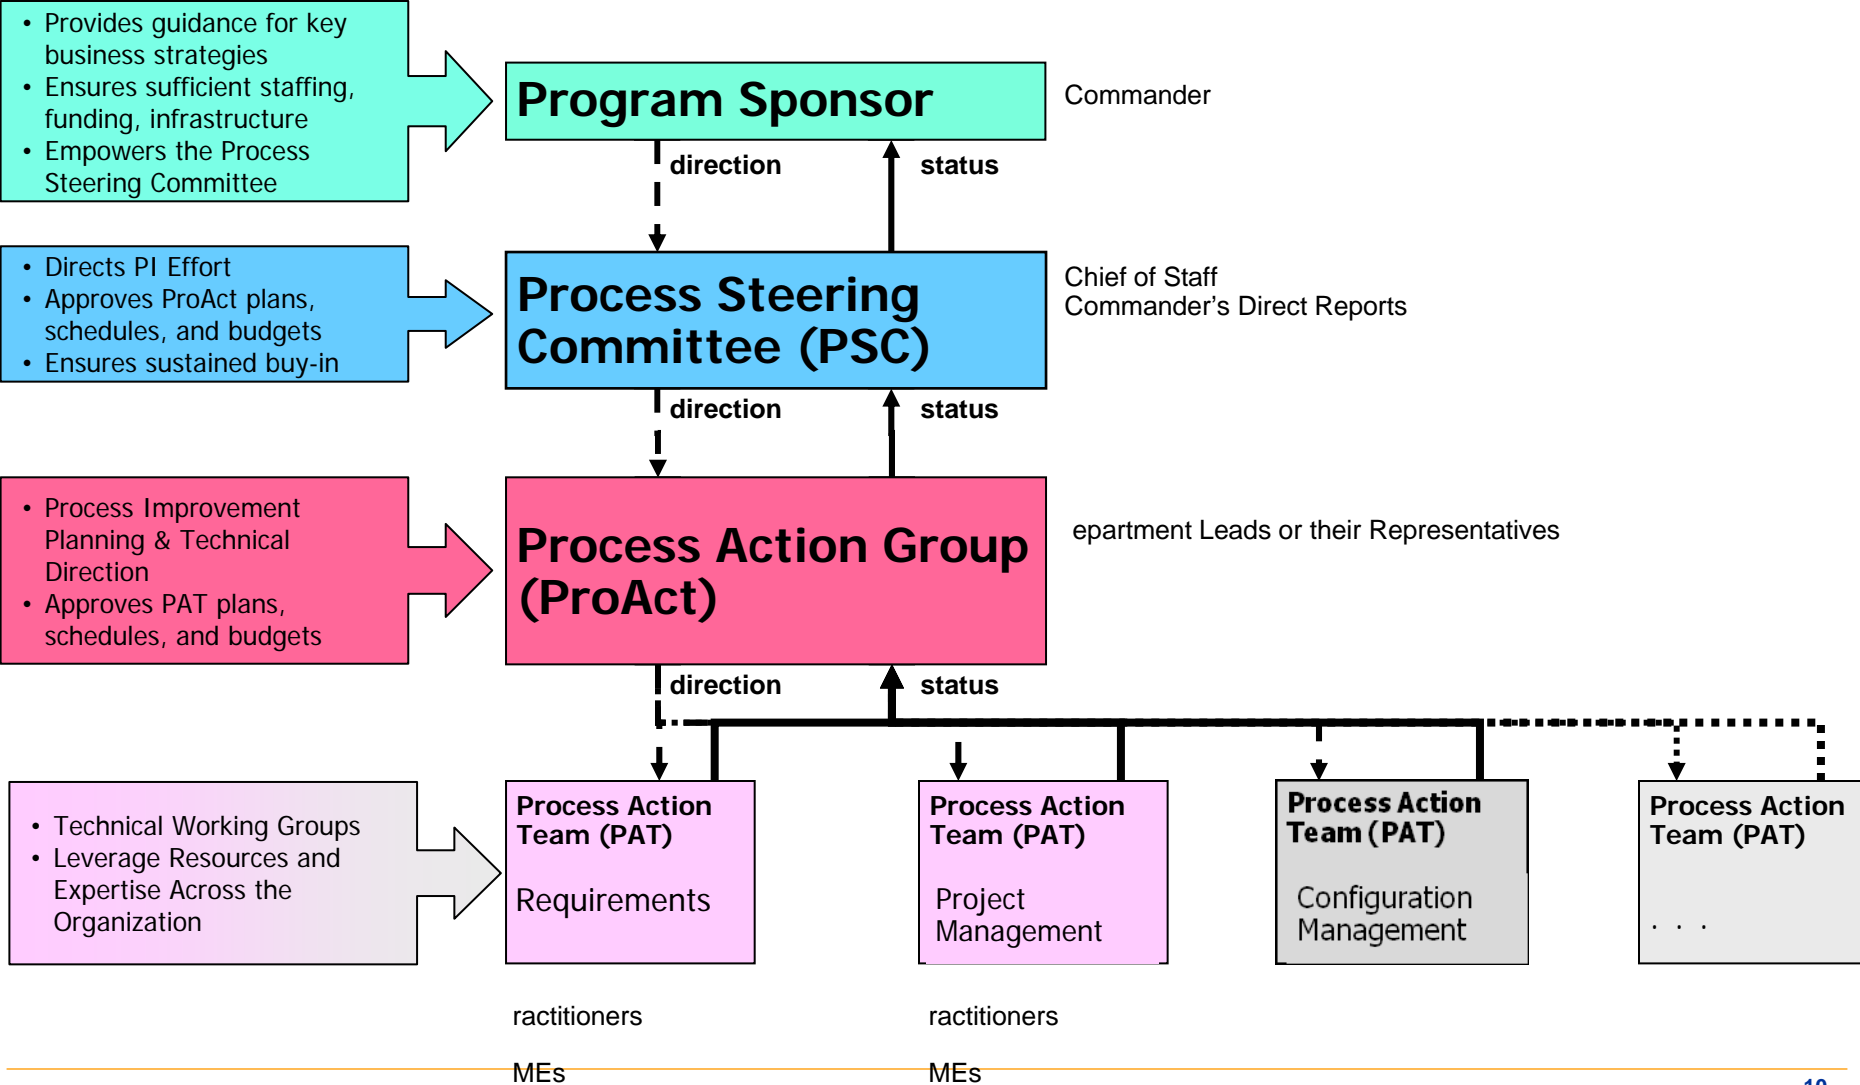 • Provides guidance for key
business strategies
• Ensures sufficient staffing,
funding, infrastructure
• Empowers the Process
Steering Committee
Program Sponsor
Commander
direction
status
• Directs PI Effort
• Approves ProAct plans,
schedules, and budgets
• Ensures sustained buy-in
Process Steering
Committee (PSC)
Chief of Staff
Commander's Direct Reports
direction
status
• Process Improvement
Planning & Technical
Direction
• Approves PAT plans,
schedules, and budgets
Process Action Group
(ProAct)
epartment Leads or their Representatives
direction
status
• Technical Working Groups
• Leverage Resources and
Expertise Across the
Organization
Process Action
Team (PAT)
Requirements
Process Action
Team (PAT)
Project
Management
Process Action
Team (PAT)
Configuration
Management
Process Action
Team (PAT)
. . .
ractitioners
MEs
ractitioners
MEs